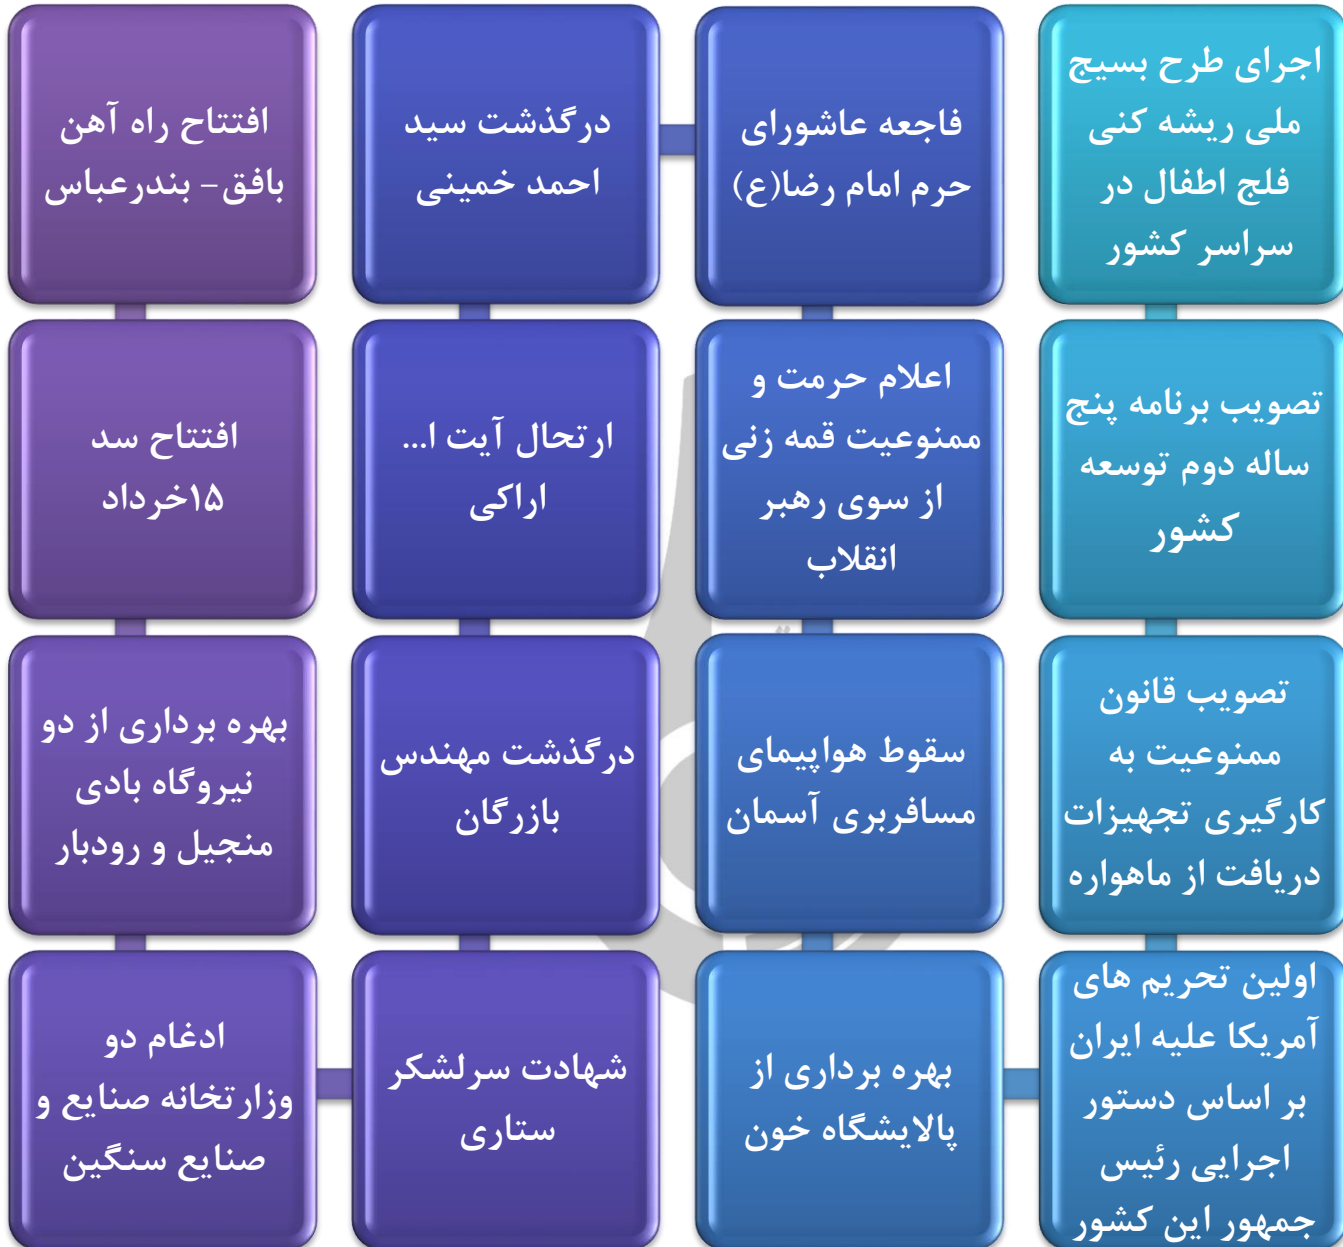 اجرای طرح بسیج
ملی ریشه کنی
فلج اطفال در
سراسر کشور
تصویب برنامه پنج
ساله دوم توسعه
کشور
تصویب قانون
ممنوعیت به
کارگیری تجهیزات
دریافت از ماهواره
اولین تحریم های
آمریکا علیه ایران
بر اساس دستور
اجرایی رئیس
جمهور این کشور
بهره برداری از
پالایشگاه خون
سقوط هواپیمای
مسافربری آسمان
اعلام حرمت و
ممنوعیت قمه زنی
از سوی رهبر
انقلاب
فاجعه عاشورای
حرم امام رضا(ع)
درگذشت سید
احمد خمینی
ارتحال آیت ا...
اراکی
درگذشت مهندس
بازرگان
شهادت سرلشکر
ستاری
ادغام دو
وزارتخانه صنایع و
صنایع سنگین
بهره برداری از دو
نیروگاه بادی
منجیل و رودبار
افتتاح سد
۱۵خرداد
افتتاح راه آهن
بافق- بندرعباس